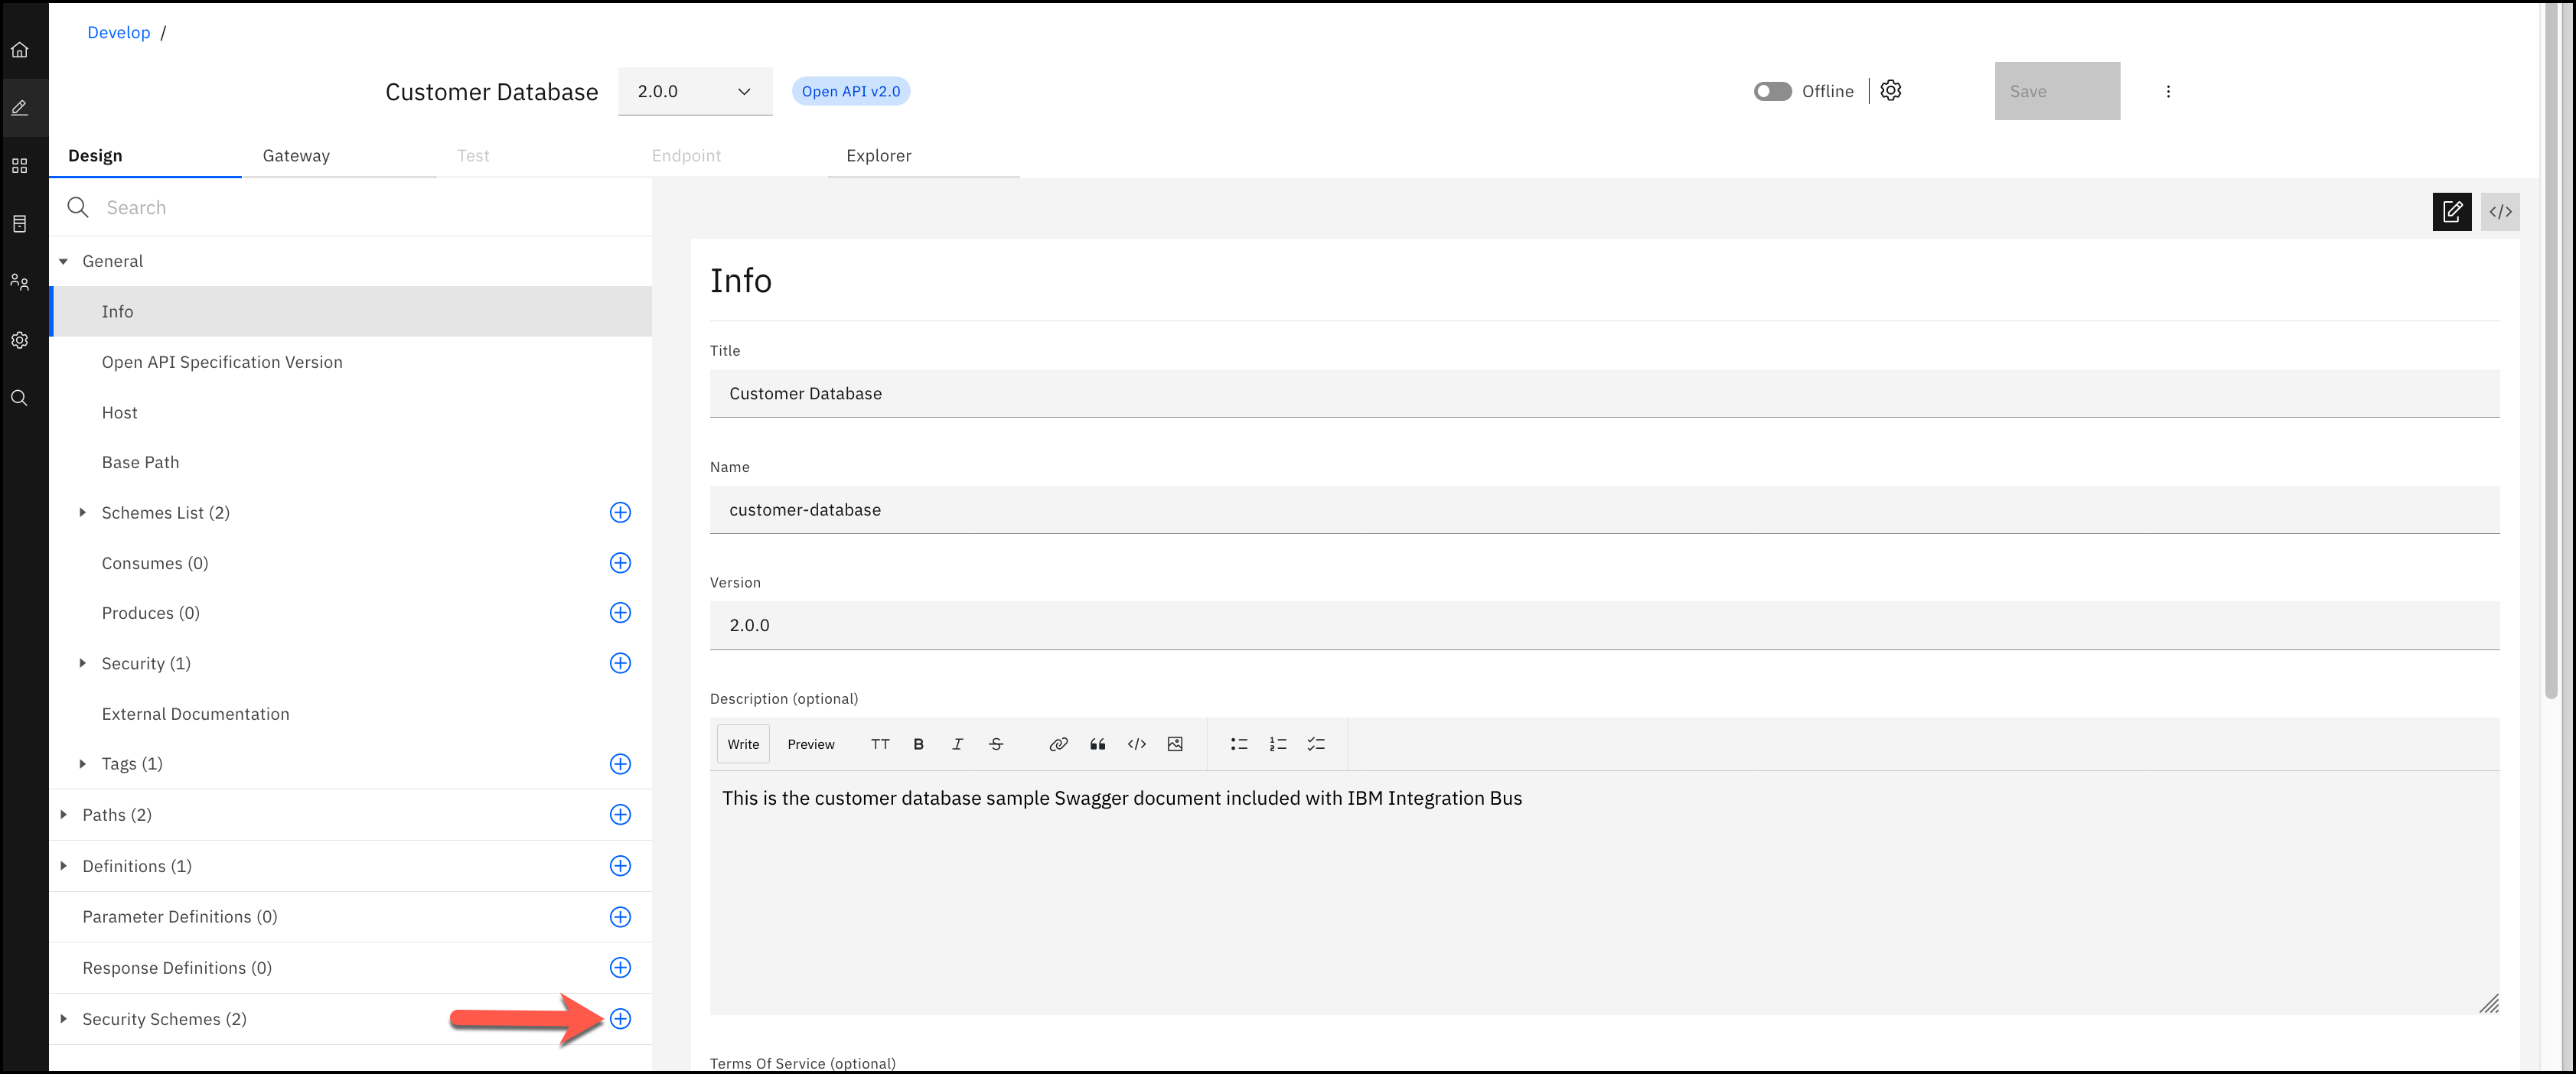 Develop /
Customer Database 2.0.0 Open API v2.0 Offline Save
Design Gateway Test Endpoint Explorer
Search
General
Info
Open API Specification Version
Host
Base Path
Schemes List (2)
Consumes (0)
Produces (0)
Security (1)
External Documentation
Tags (1)
Paths (2)
Definitions (1)
Parameter Definitions (0)
Response Definitions (0)
Security Schemes (2)
Info
Title
Customer Database
Name
customer-database
Version
2.0.0
Description (optional)
Write Preview TT B I S
This is the customer database sample Swagger document included with IBM Integration Bus
Terms Of Service (optional)